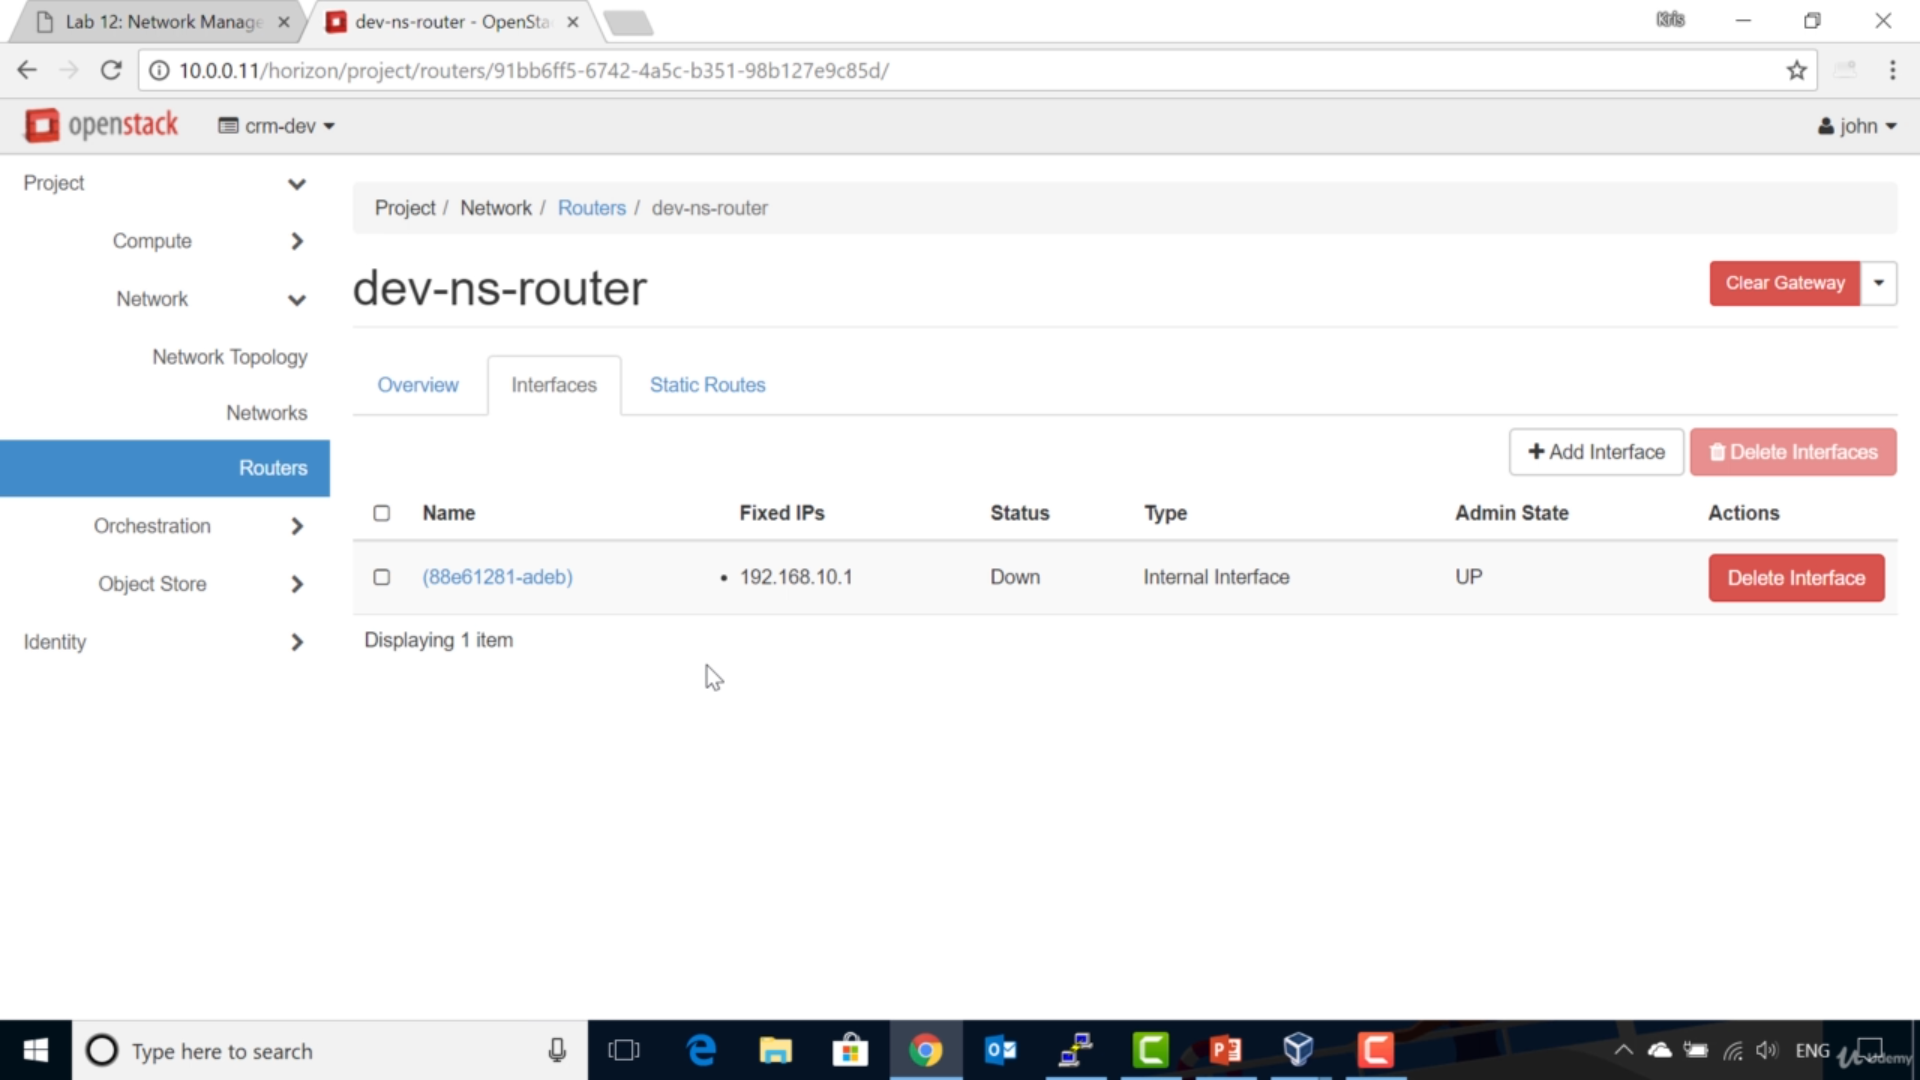 Lab 12: Network Manage
dev-ns-router - OpenSta
Kris
10.0.0.11/horizon/project/routers/91bb6ff5-6742-4a5c-b351-98b127e9c85d/
openstack
crm-dev
john
Project
Compute
Network
Network Topology
Networks
Routers
Orchestration
Object Store
Identity
Project / Network / Routers / dev-ns-router
dev-ns-router
Clear Gateway
Overview
Interfaces
Static Routes
+ Add Interface
Delete Interfaces
Name Fixed IPs Status Type Admin State Actions
(88e61281-adeb) • 192.168.10.1 Down Internal Interface UP Delete Interface
Displaying 1 item
Type here to search
ENG
Udemy